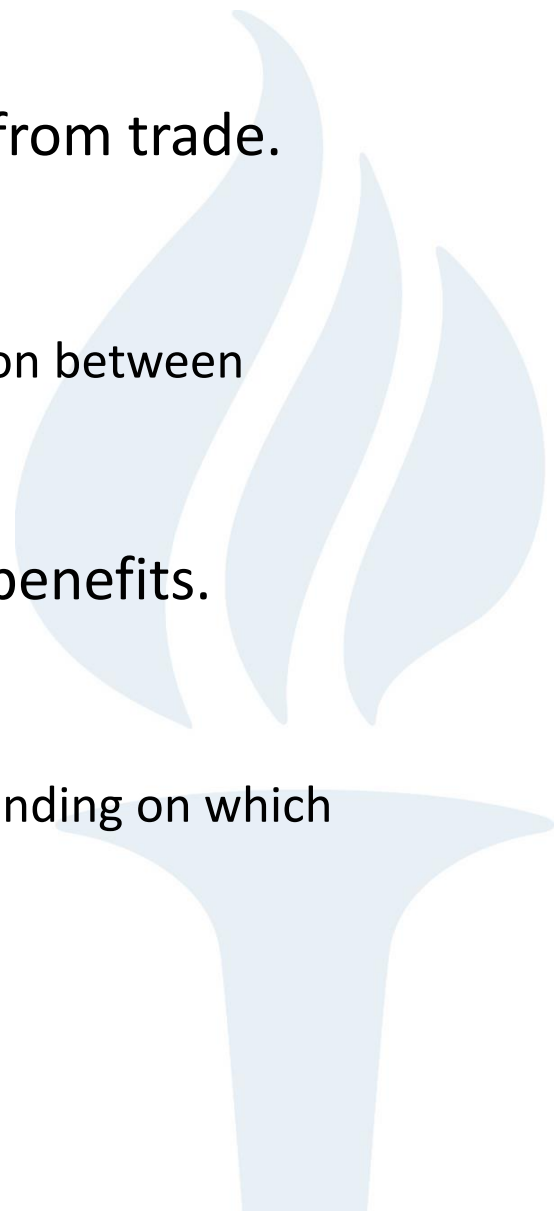 from trade.
on between
benefits.
nding on which